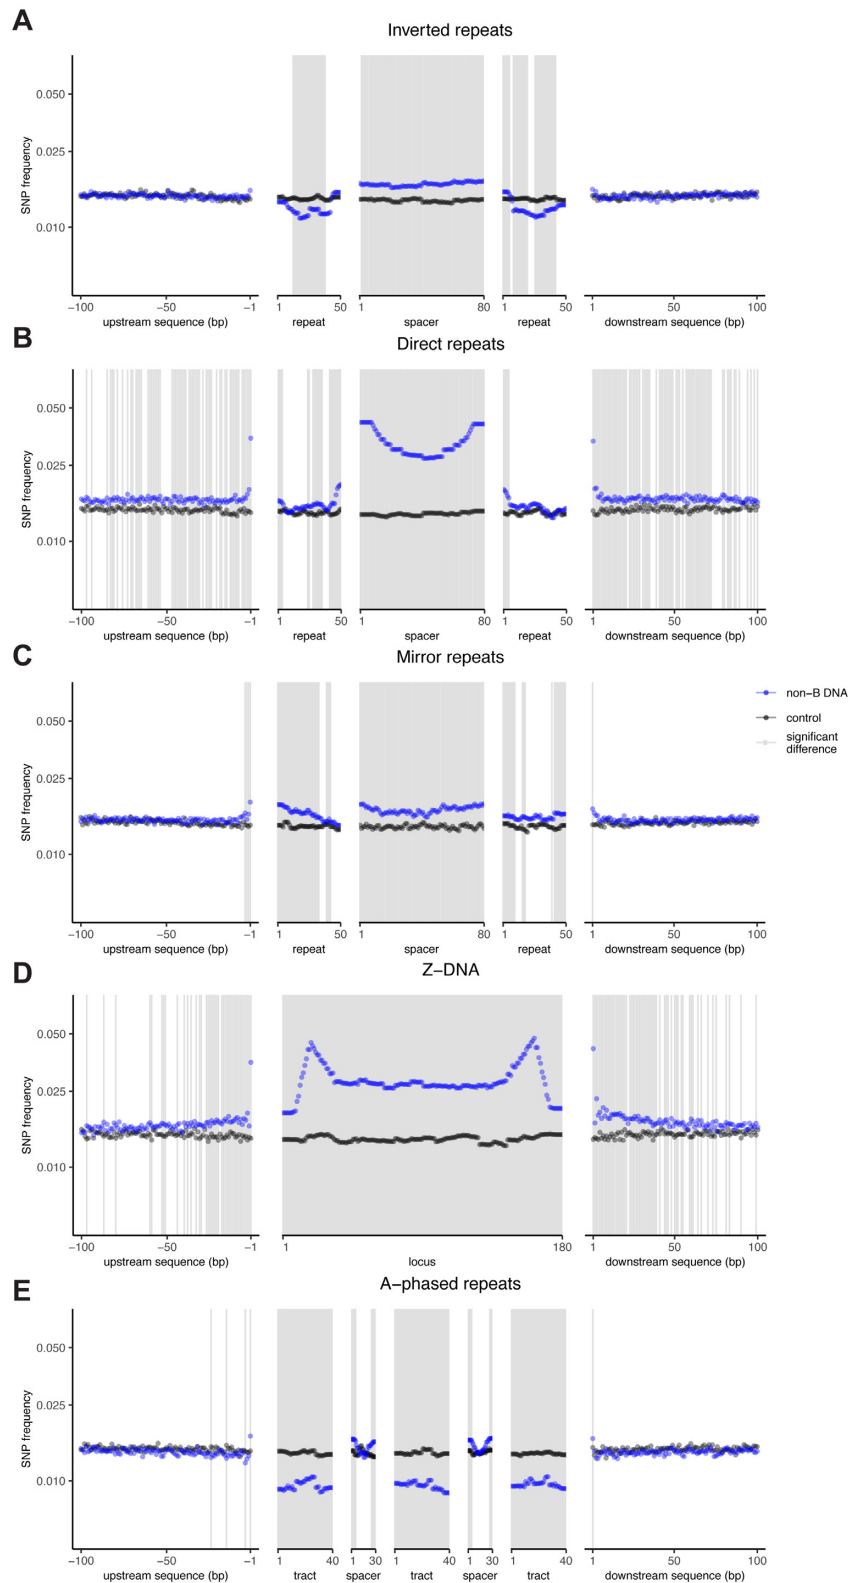 A
Inverted repeats
SNP frequency
0.050
0.025
0.010
−100 −50 −1 1 50 1 80 1 50 1 50 100
upstream sequence (bp) repeat spacer repeat downstream sequence (bp)
B
Direct repeats
SNP frequency
0.050
0.025
0.010
−100 −50 −1 1 50 1 80 1 50 1 50 100
upstream sequence (bp) repeat spacer repeat downstream sequence (bp)
C
Mirror repeats
SNP frequency
0.050
0.025
0.010
non−B DNA
control
significant
difference
−100 −50 −1 1 50 1 80 1 50 1 50 100
upstream sequence (bp) repeat spacer repeat downstream sequence (bp)
D
Z−DNA
SNP frequency
0.050
0.025
0.010
−100 −50 −1 1 180 1 50 100
upstream sequence (bp) locus downstream sequence (bp)
E
A−phased repeats
SNP frequency
0.050
0.025
0.010
−100 −50 −1 1 40 1 30 1 40 1 30 1 40 1 50 100
upstream sequence (bp) tract spacer tract spacer tract downstream sequence (bp)